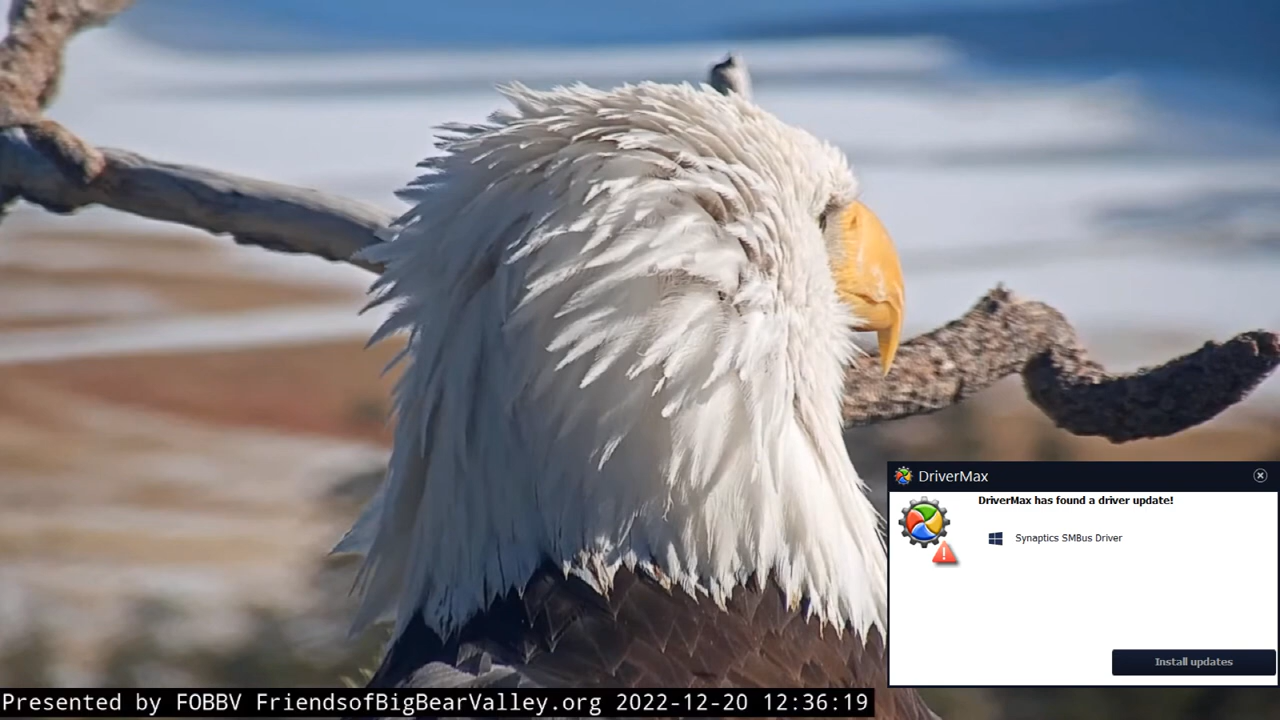 DriverMax
DriverMax has found a driver update!
Synaptics SMBus Driver
Install updates
Presented by FOBBV FriendsofBigBearValley.org 2022-12-20 12:36:19